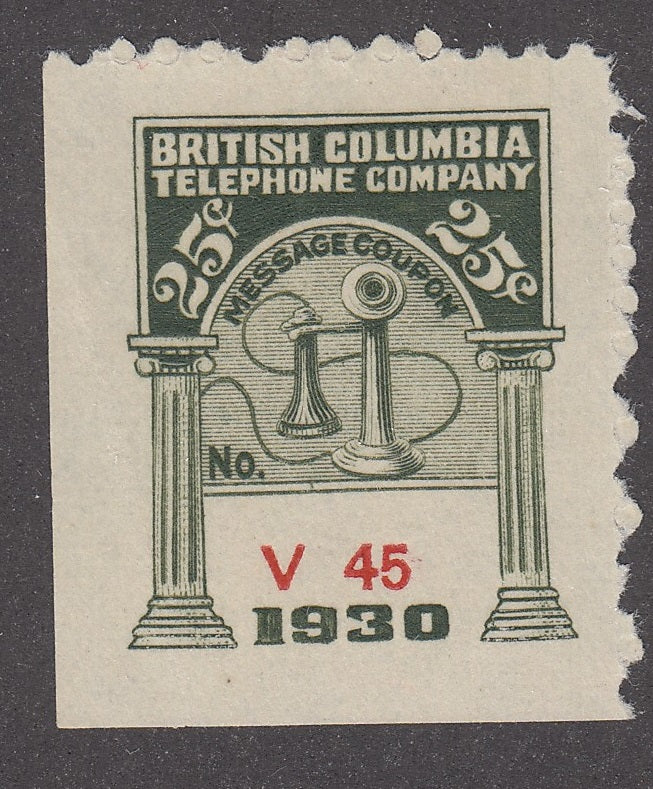 BRITISH COLUMBIA
TELEPHONE COMPANY
25¢ 25¢
MESSAGE COUPON
No.
V 45
1930